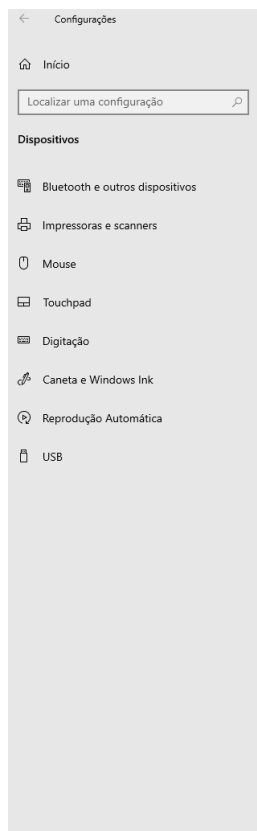 Configurações
Início
Localizar uma configuração
Dispositivos
Bluetooth e outros dispositivos
Impressoras e scanners
Mouse
Touchpad
Digitação
Caneta e Windows Ink
Reprodução Automática
USB